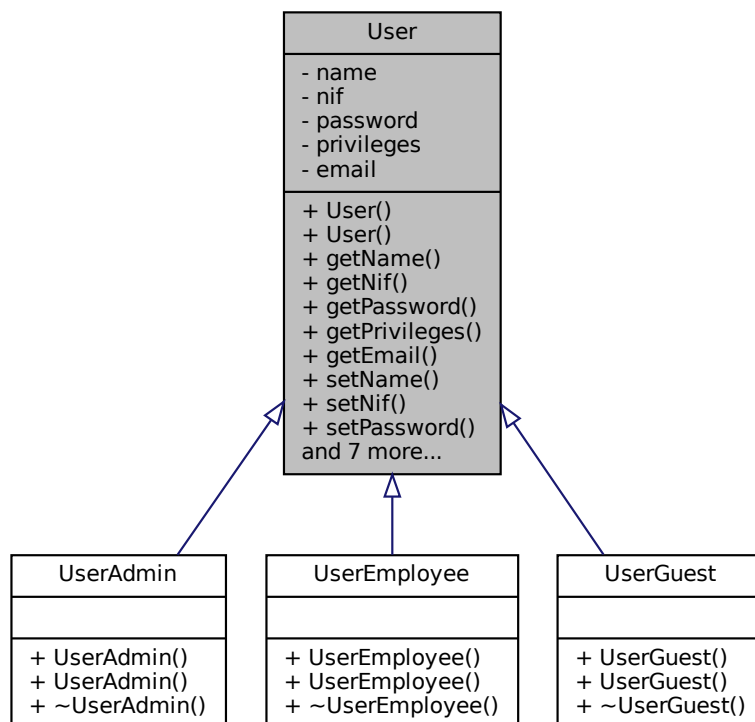 User
- name
- nif
- password
- privileges
- email
+ User()
+ User()
+ getName()
+ getNif()
+ getPassword()
+ getPrivileges()
+ getEmail()
+ setName()
+ setNif()
+ setPassword()
and 7 more...
UserAdmin
+ UserAdmin()
+ UserAdmin()
+ ~UserAdmin()
UserEmployee
+ UserEmployee()
+ UserEmployee()
+ ~UserEmployee()
UserGuest
+ UserGuest()
+ UserGuest()
+ ~UserGuest()